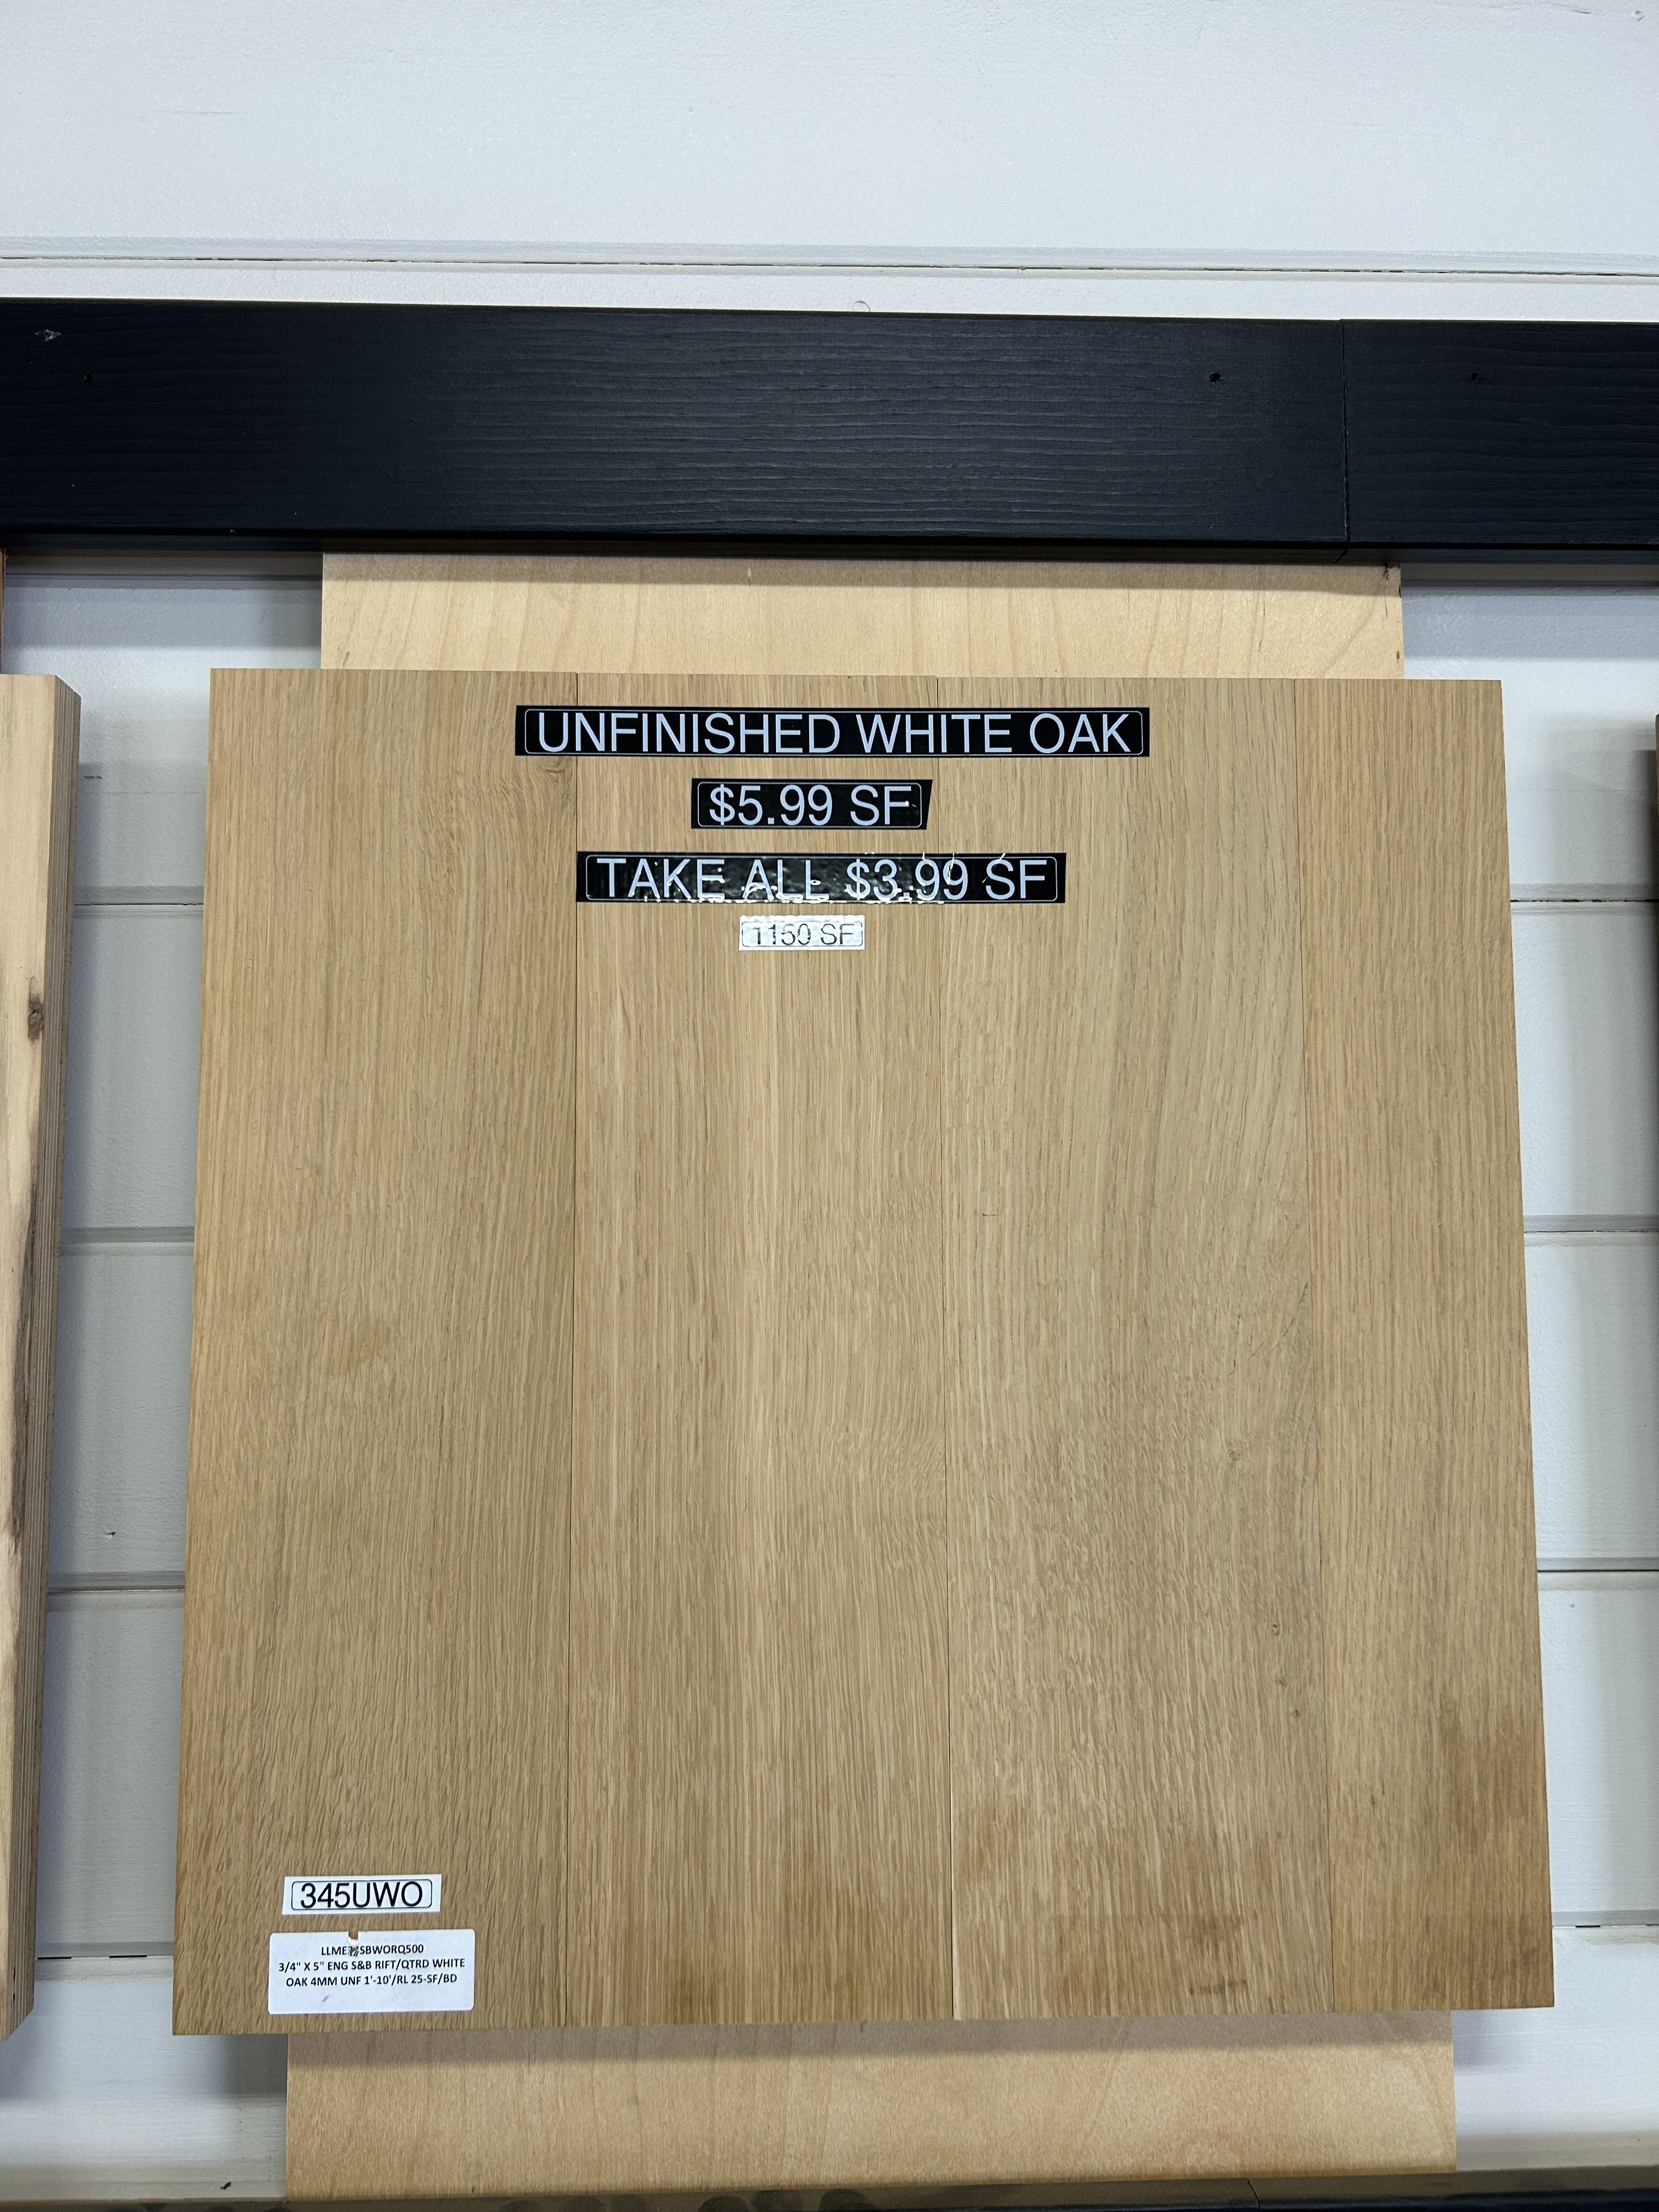 UNFINISHED WHITE OAK
$5.99 SF
TAKE ALL $3.99 SF
1150 SF
345UWO
3/4" X 5" ENG S&B RIFT/QTRD WHITE
OAK 4MM UNF 1'-10'/RL 25-SF/BD